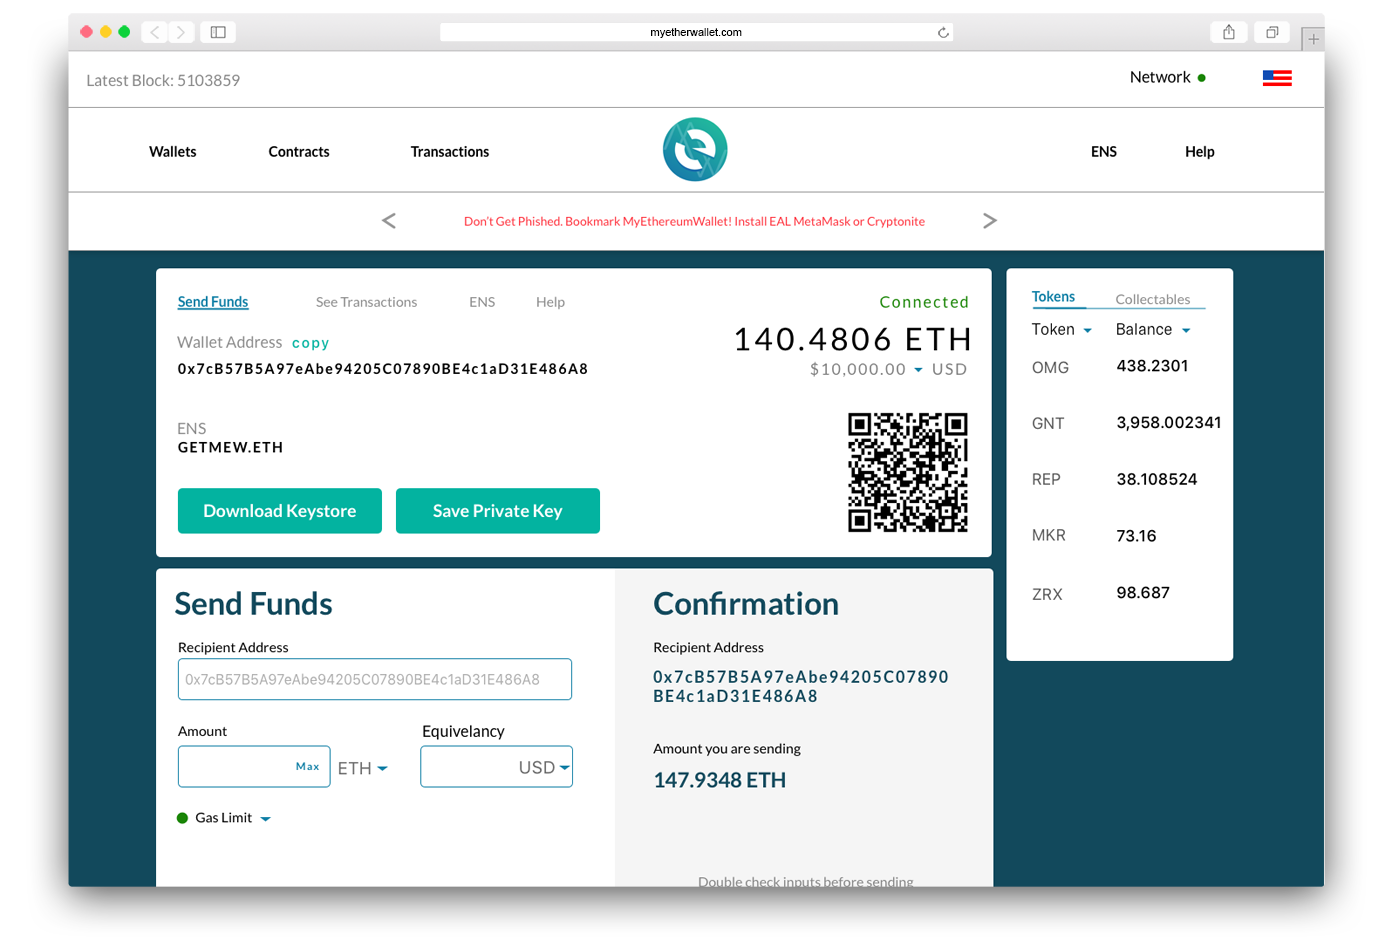 myetherwallet.com
Latest Block: 5103859
Network
Wallets
Contracts
Transactions
ENS
Help
Don't Get Phished. Bookmark MyEthereumWallet! Install EAL MetaMask or Cryptonite
Send Funds
See Transactions
ENS
Help
Connected
Wallet Address copy
140.4806 ETH
0x7cB57B5A97eAbe94205C07890BE4c1aD31E486A8
$10,000.00 USD
ENS
GETMEW.ETH
Download Keystore
Save Private Key
Tokens
Collectables
Token
Balance
OMG 438.2301
GNT 3,958.002341
REP 38.108524
MKR 73.16
ZRX 98.687
Send Funds
Recipient Address
0x7cB57B5A97eAbe94205C07890BE4c1aD31E486A8
Amount
Equivelancy
Max
ETH
USD
Gas Limit
Confirmation
Recipient Address
0x7cB57B5A97eAbe94205C07890
BE4c1aD31E486A8
Amount you are sending
147.9348 ETH
Double check inputs before sending